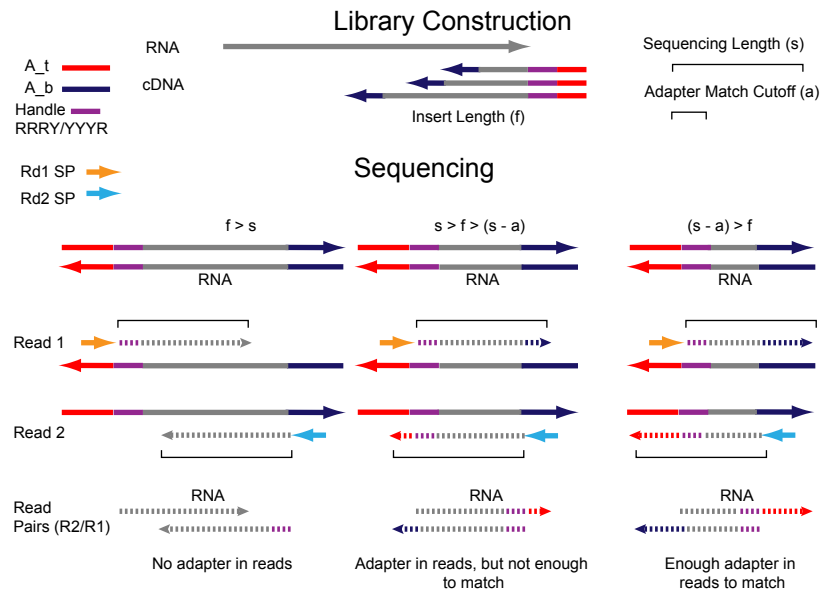 Library Construction
RNA
Sequencing Length (s)
A_t
A_b
cDNA
Adapter Match Cutoff (a)
Handle
RRRY/YYYR
Insert Length (f)
Rd1 SP
Rd2 SP
Sequencing
f > s
s > f > (s - a)
(s - a) > f
RNA
RNA
RNA
Read 1
Read 2
Read
Pairs (R2/R1)
RNA
RNA
RNA
No adapter in reads
Adapter in reads, but not enough
to match
Enough adapter in
reads to match